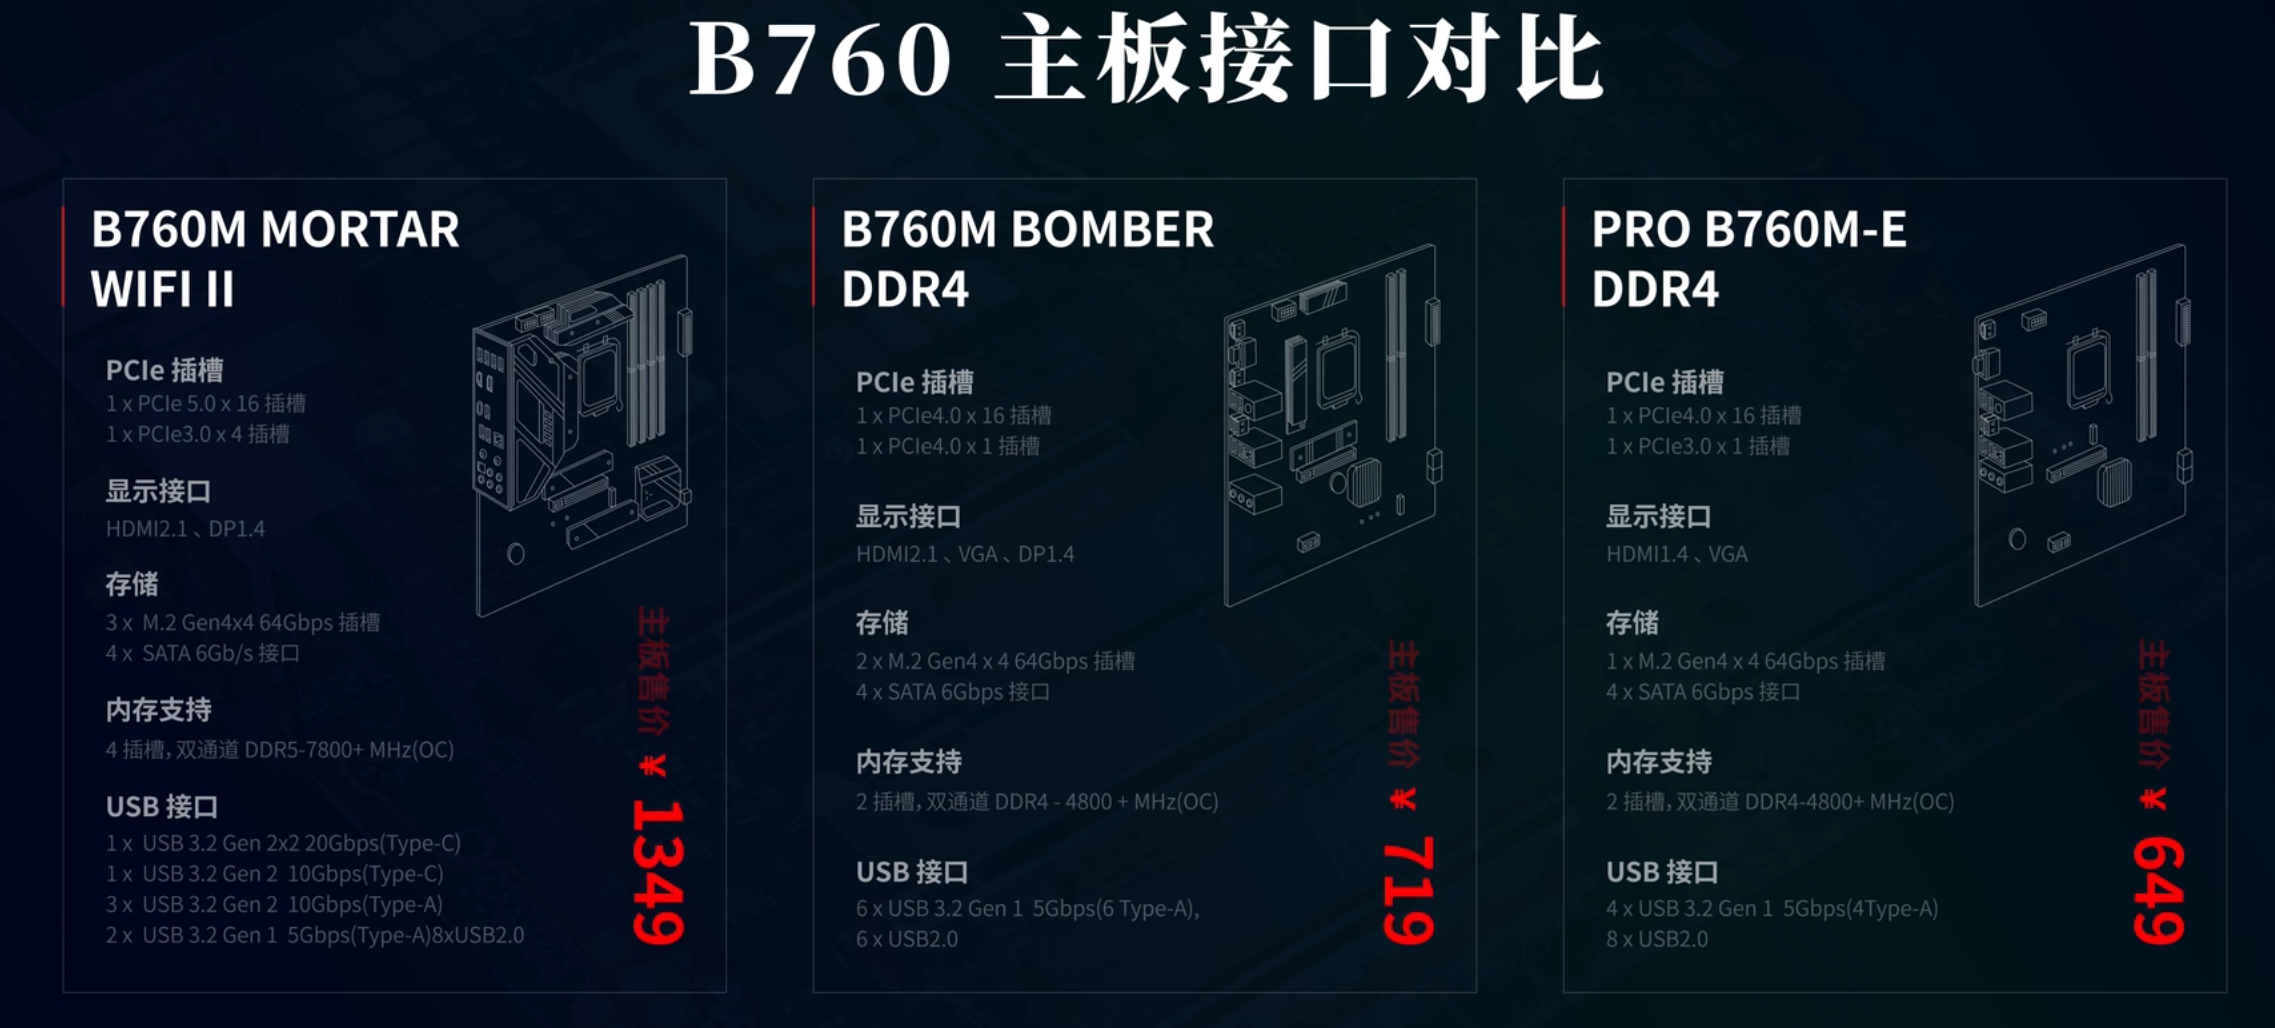 B760 主板接口对比
B760M MORTAR
WIFI II
PCIe 插槽
1 x PCIe 5.0 x 16 插槽
1 x PCIe3.0 x 4 插槽
显示接口
HDMI2.1、DP1.4
存储
3 x M.2 Gen4x4 64Gbps 插槽
4 x SATA 6Gb/s 接口
内存支持
4 插槽，双通道 DDR5-7800+ MHz(OC)
USB 接口
1 x USB 3.2 Gen 2x2 20Gbps(Type-C)
1 x USB 3.2 Gen 2 10Gbps(Type-C)
3 x USB 3.2 Gen 2 10Gbps(Type-A)
2 x USB 3.2 Gen 1 5Gbps(Type-A)8xUSB2.0
主板售价 ¥ 1349
B760M BOMBER
DDR4
PCIe 插槽
1 x PCIe4.0 x 16 插槽
1 x PCIe4.0 x 1 插槽
显示接口
HDMI2.1、VGA、DP1.4
存储
2 x M.2 Gen4 x 4 64Gbps 插槽
4 x SATA 6Gbps 接口
内存支持
2 插槽，双通道 DDR4 - 4800 + MHz(OC)
USB 接口
6 x USB 3.2 Gen 1 5Gbps(6 Type-A),
6 x USB2.0
主板售价 ¥ 719
PRO B760M-E
DDR4
PCIe 插槽
1 x PCIe4.0 x 16 插槽
1 x PCIe3.0 x 1 插槽
显示接口
HDMI1.4、VGA
存储
1 x M.2 Gen4 x 4 64Gbps 插槽
4 x SATA 6Gbps 接口
内存支持
2 插槽，双通道 DDR4-4800+ MHz(OC)
USB 接口
4 x USB 3.2 Gen 1 5Gbps(4Type-A)
8 x USB2.0
主板售价 ¥ 649